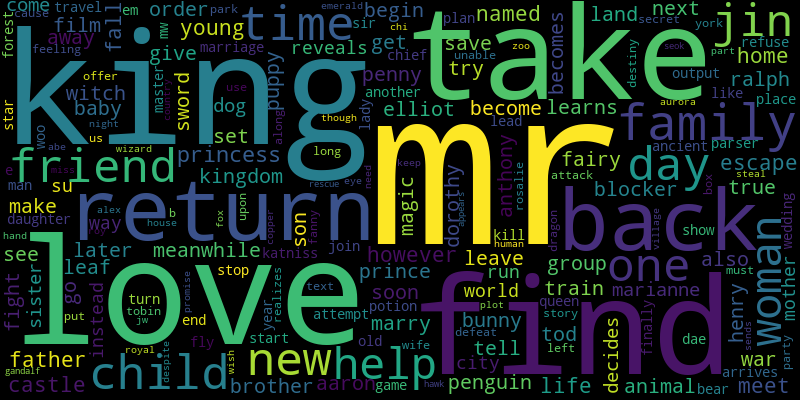 come travel em order park time emerald begin named next secret york jin
cause film fall mw sir plan land
forest away young get chi save becomes refuse
feeling give reveals chief unable zoo try destiny seok part home
king take
offer marriage penny output ralph
witch master sword puppy another
star baby dog use elliot become learns like place
night country lady aurora
us though lead family
woo abe set mr
wizard along long anthony fairy ancient parser
friend miss princess keep rosalie attack day escape
man kingdom need eye magic dorothy blocker true
e su rescue box
make return son back
daughter alex b fox upon appears village wedding
way house copper fanny kill human dragon show
hand later meanwhile join however leave one also woman
see katniss group must
love find
leaf stop prince run marianne mother
sister go realizes soon world train
fight instead turn text potion queen henry sends
put tobin promise year attempt plot story finally
jw end start marry bunny tod
royal fly old defeat left dae
father new help wife tell decides war party
gandalf despite wish city arrives
castle child brother aaron game hawk penguin life animal bear meet